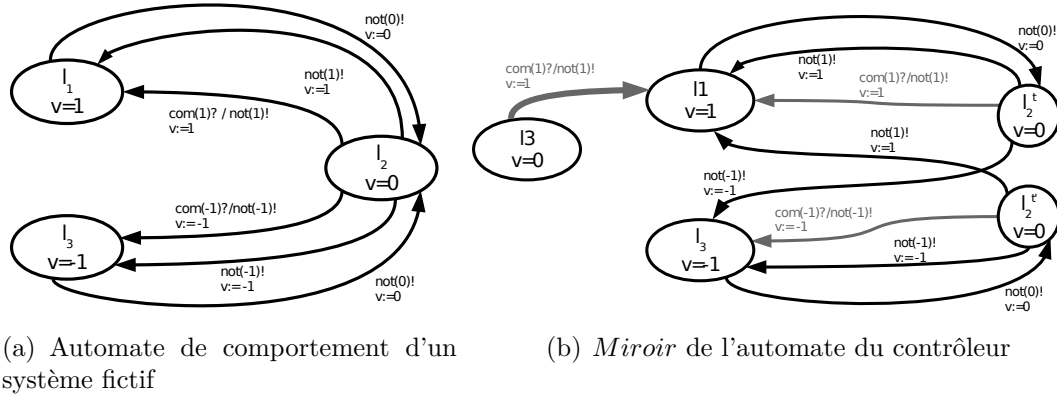 not(0)!
v:=0
l1
v=1
not(1)!
v:=1
com(1)? / not(1)!
v:=1
l2
v=0
com(-1)?/not(-1)!
v:= -1
l3
v=-1
not(-1)!
v:= -1
not(0)!
v:=0
com(1)?/not(1)!
v:=1
l3
v=0
not(0)!
v:=0
l1
v=1
not(1)!
v:=1
com(1)?/not(1)!
v:=1
l2 t
v=0
not(1)!
v:=1
not(-1)!
v:= -1
l2 t'
v=0
com(-1)?/not(-1)!
v:= -1
l3
v=-1
not(-1)!
v:= -1
not(0)!
v:=0
(a) Automate de comportement d'un
système fictif
(b) Miroir de l'automate du contrôleur